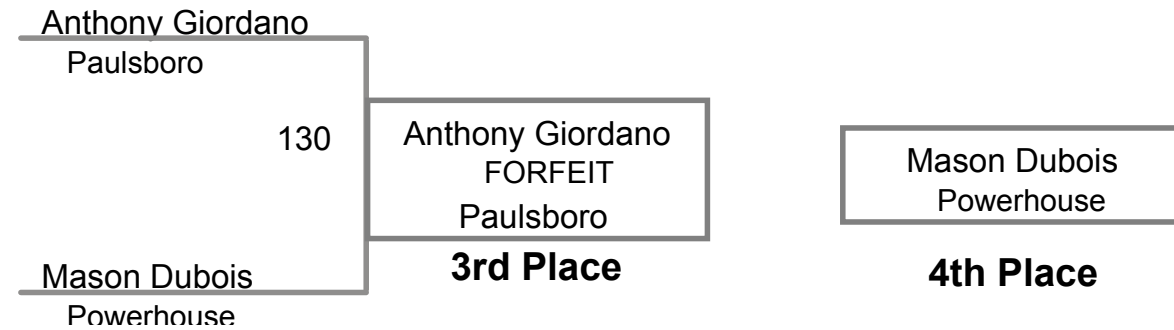 Anthony Giordano
Paulsboro
130
Mason Dubois
Powerhouse
Anthony Giordano
FORFEIT
Paulsboro
3rd Place
Mason Dubois
Powerhouse
4th Place